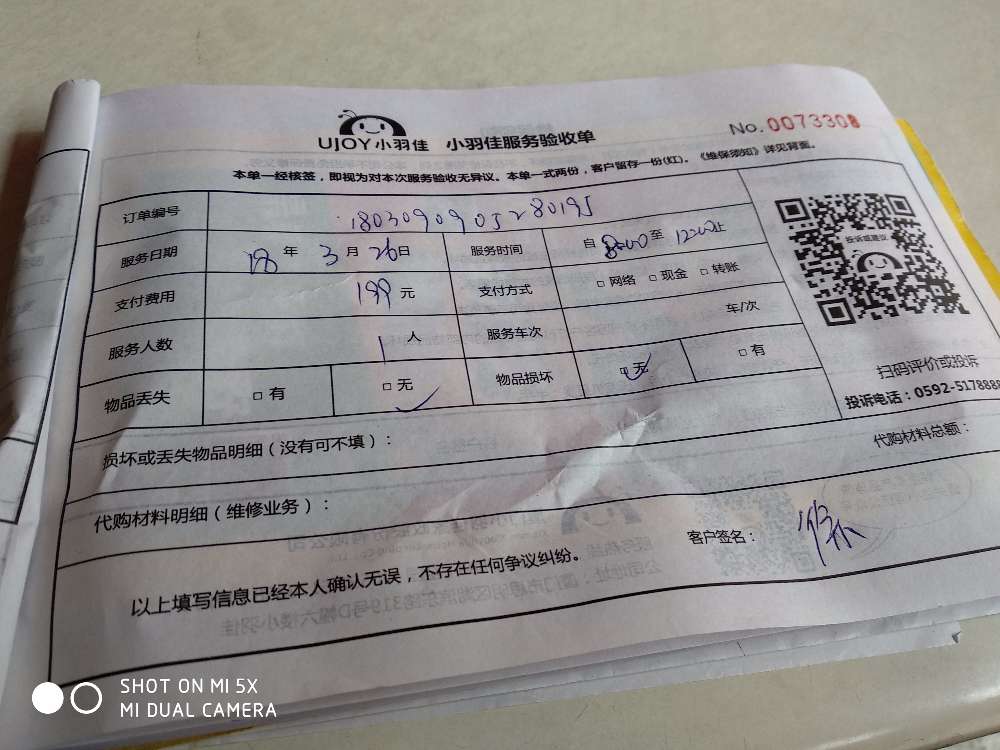 UJOY小羽佳 小羽佳服务验收单 No.0073308
本单一经核签，即视为对本次服务验收无异议。本单一式两份，客户留存一份(红)。《维保须知》详见背面。
订单编号 1803090905280195
服务日期 18 年 3 月 26 日 服务时间 自 8:00 至 12:00 止
支付费用 199 元 支付方式 □ 网络 □ 现金 □ 转账
服务人数 1 人 服务车次 车/次
物品丢失 □ 有 □ 无 物品损坏 □ 无 □ 有
投诉或建议
扫码评价或投诉
投诉电话：0592-5178888
损坏或丢失物品明细（没有可不填）：
代购材料明细（维修业务）： 代购材料总额：
以上填写信息已经本人确认无误，不存在任何争议纠纷。 客户签名：
SHOT ON MI 5X
MI DUAL CAMERA